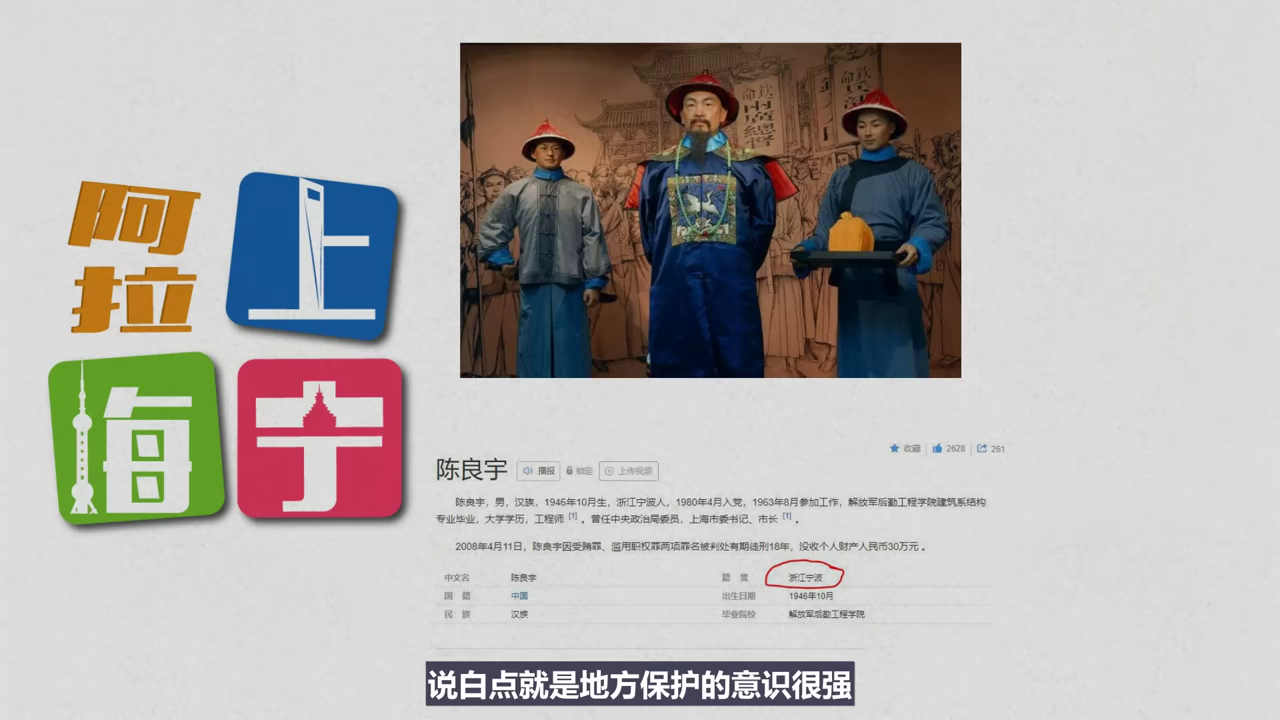 阿
拉
上
海
宁
钦命
兩廣總督
收藏 2628 261
陈良宇 播报 锁定 上传视频
陈良宇，男，汉族，1946年10月生，浙江宁波人，1980年4月入党，1963年8月参加工作，解放军后勤工程学院建筑系结构
专业毕业，大学学历，工程师 [1] 。曾任中央政治局委员，上海市委书记、市长 [1] 。
2008年4月11日，陈良宇因受贿罪、滥用职权罪两项罪名被判处有期徒刑18年，没收个人财产人民币30万元 。
中文名 陈良宇 籍 贯 浙江宁波
国 籍 中国 出生日期 1946年10月
民 族 汉族 毕业院校 解放军后勤工程学院
说白点就是地方保护的意识很强